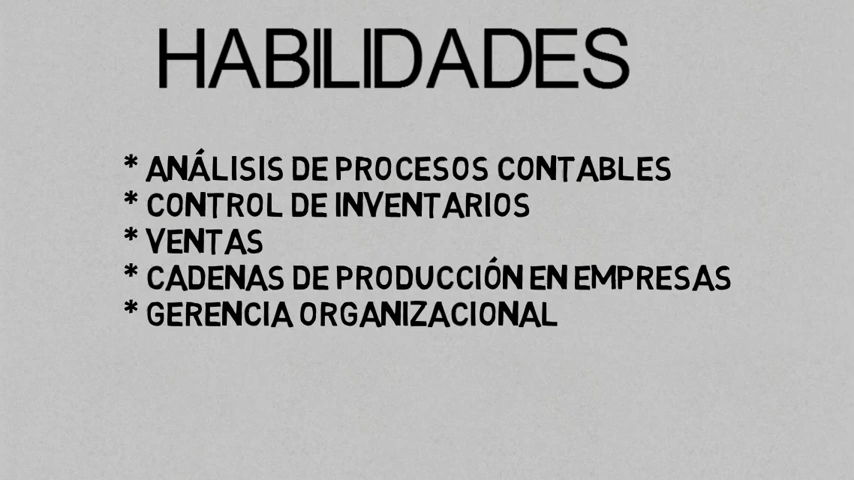 HABILIDADES
* ANÁLISIS DE PROCESOS CONTABLES
* CONTROL DE INVENTARIOS
* VENTAS
* CADENAS DE PRODUCCIÓN EN EMPRESAS
* GERENCIA ORGANIZACIONAL